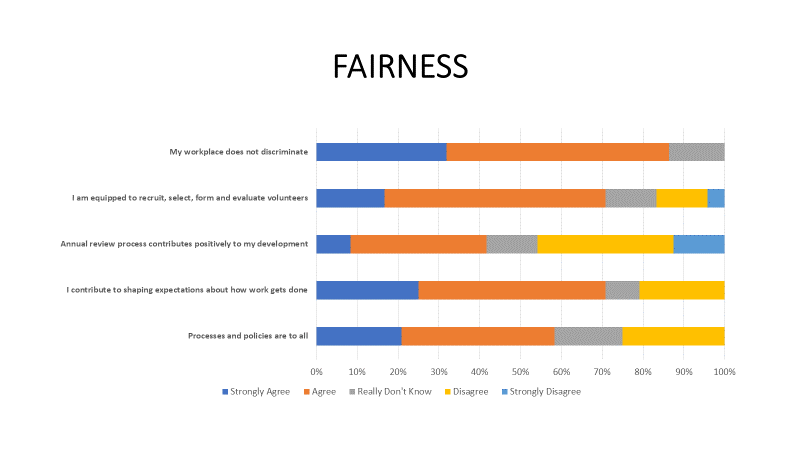 FAIRNESS
My workplace does not discriminate
I am equipped to recruit, select, form and evaluate volunteers
Annual review process contributes positively to my development
I contribute to shaping expectations about how work gets done
Processes and policies are to all
0% 10% 20% 30% 40% 50% 60% 70% 80% 90% 100%
Strongly Agree Agree Really Don't Know Disagree Strongly Disagree